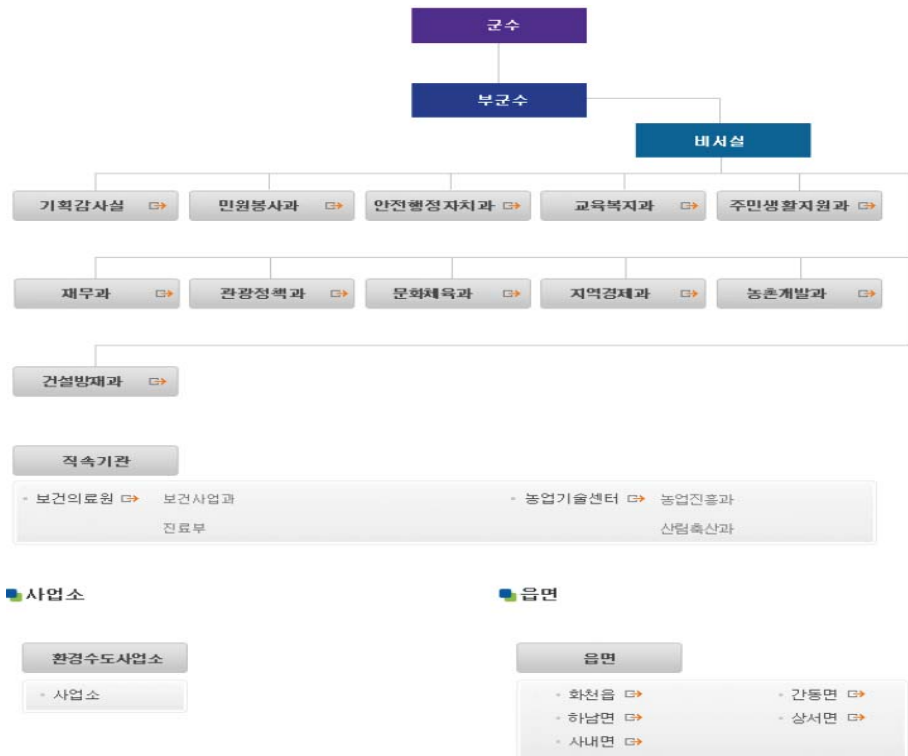 군수
부군수
비서실
기획감사실 민원봉사과 안전행정자치과 교육복지과 주민생활지원과
재무과 관광정책과 문화체육과 지역경제과 농촌개발과
건설방재과
직속기관
보건의료원 보건사업과 농업기술센터 농업진흥과
진료부 산림축산과
사업소 읍면
환경수도사업소 읍면
사업소 화천읍 간동면
하남면 상서면
사내면